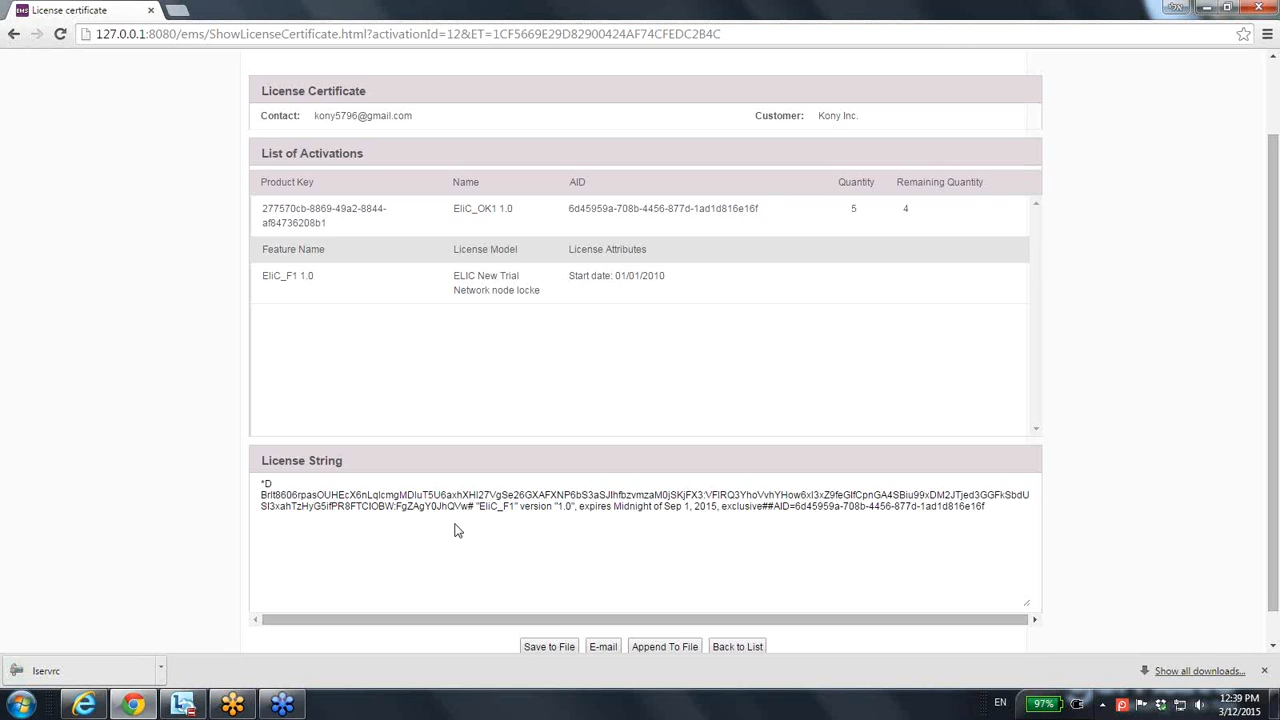 EMS License certificate
127.0.0.1:8080/ems/ShowLicenseCertificate.html?activationId=12&ET=1CF5669E29E82900424AF74CFEDC2B4C
License Certificate
Contact: kony5796@gmail.com Customer: Kony Inc.
List of Activations
Product Key Name AID Quantity Remaining Quantity
277570cb-8869-49a2-8844- EliC_OK1 1.0 6d45959a-708b-4456-877d-1ad1d816e16f 5 4
af84736208b1
Feature Name License Model License Attributes
EliC_F1 1.0 ELIC New Trial Start date: 01/01/2010
Network node locke
License String
*D
"EliC_F1" version "1.0", expires Midnight of Sep 1, 2015, exclusive##AID=6d45959a-708b-4456-877d-1ad1d816e16f
Save to File E-mail Append To File Back to List
lservrc Show all downloads...
EN 97% 12:39 PM
3/12/2015